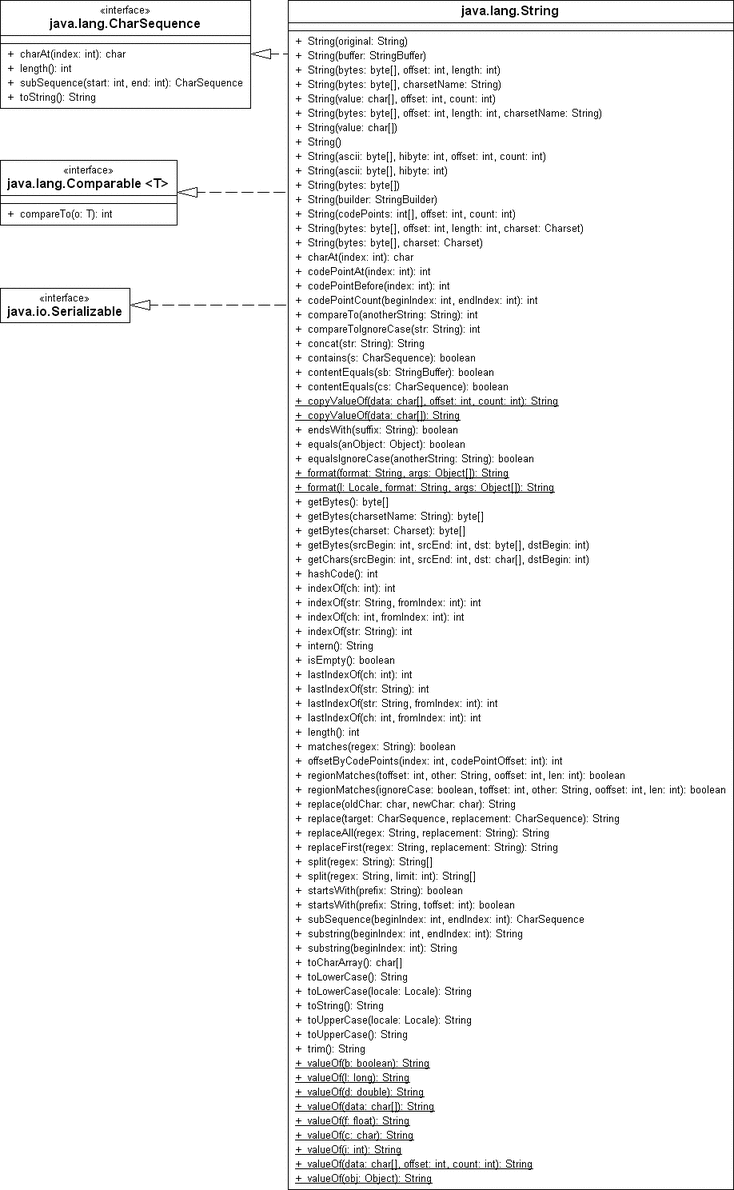 «interface»
java.lang.CharSequence
+ charAt(index: int): char
+ length(): int
+ subSequence(start: int, end: int): CharSequence
+ toString(): String
«interface»
java.lang.Comparable <T>
+ compareTo(o: T): int
«interface»
java.io.Serializable
java.lang.String
+ String(original: String)
+ String(buffer: StringBuffer)
+ String(bytes: byte[], offset: int, length: int)
+ String(bytes: byte[], charsetName: String)
+ String(value: char[], offset: int, count: int)
+ String(bytes: byte[], offset: int, length: int, charsetName: String)
+ String(value: char[])
+ String()
+ String(ascii: byte[], hibyte: int, offset: int, count: int)
+ String(ascii: byte[], hibyte: int)
+ String(bytes: byte[])
+ String(builder: StringBuilder)
+ String(codePoints: int[], offset: int, count: int)
+ String(bytes: byte[], offset: int, length: int, charset: Charset)
+ String(bytes: byte[], charset: Charset)
+ charAt(index: int): char
+ codePointAt(index: int): int
+ codePointBefore(index: int): int
+ codePointCount(beginIndex: int, endIndex: int): int
+ compareTo(anotherString: String): int
+ compareToIgnoreCase(str: String): int
+ concat(str: String): String
+ contains(s: CharSequence): boolean
+ contentEquals(sb: StringBuffer): boolean
+ contentEquals(cs: CharSequence): boolean
+ copyValueOf(data: char[], offset: int, count: int): String
+ copyValueOf(data: char[]): String
+ endsWith(suffix: String): boolean
+ equals(anObject: Object): boolean
+ equalsIgnoreCase(anotherString: String): boolean
+ format(format: String, args: Object[]): String
+ format(l: Locale, format: String, args: Object[]): String
+ getBytes(): byte[]
+ getBytes(charsetName: String): byte[]
+ getBytes(charset: Charset): byte[]
+ getBytes(srcBegin: int, srcEnd: int, dst: byte[], dstBegin: int)
+ getChars(srcBegin: int, srcEnd: int, dst: char[], dstBegin: int)
+ hashCode(): int
+ indexOf(ch: int): int
+ indexOf(str: String, fromIndex: int): int
+ indexOf(ch: int, fromIndex: int): int
+ indexOf(str: String): int
+ intern(): String
+ isEmpty(): boolean
+ lastIndexOf(ch: int): int
+ lastIndexOf(str: String): int
+ lastIndexOf(str: String, fromIndex: int): int
+ lastIndexOf(ch: int, fromIndex: int): int
+ length(): int
+ matches(regex: String): boolean
+ offsetByCodePoints(index: int, codePointOffset: int): int
+ regionMatches(toffset: int, other: String, ooffset: int, len: int): boolean
+ regionMatches(ignoreCase: boolean, toffset: int, other: String, ooffset: int, len: int): boolean
+ replace(oldChar: char, newChar: char): String
+ replace(target: CharSequence, replacement: CharSequence): String
+ replaceAll(regex: String, replacement: String): String
+ replaceFirst(regex: String, replacement: String): String
+ split(regex: String): String[]
+ split(regex: String, limit: int): String[]
+ startsWith(prefix: String): boolean
+ startsWith(prefix: String, toffset: int): boolean
+ subSequence(beginIndex: int, endIndex: int): CharSequence
+ substring(beginIndex: int, endIndex: int): String
+ substring(beginIndex: int): String
+ toCharArray(): char[]
+ toLowerCase(): String
+ toLowerCase(locale: Locale): String
+ toString(): String
+ toUpperCase(locale: Locale): String
+ toUpperCase(): String
+ trim(): String
+ valueOf(b: boolean): String
+ valueOf(l: long): String
+ valueOf(d: double): String
+ valueOf(data: char[]): String
+ valueOf(f: float): String
+ valueOf(c: char): String
+ valueOf(i: int): String
+ valueOf(data: char[], offset: int, count: int): String
+ valueOf(obj: Object): String